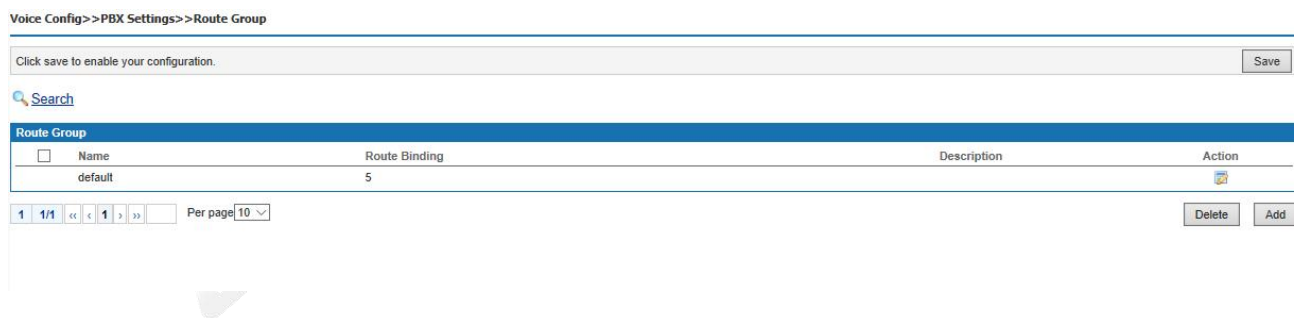 Voice Config>>PBX Settings>>Route Group
Click save to enable your configuration. Save
Search
Route Group
Name Route Binding Description Action
default 5
1 1/1 « ‹ 1 › » Per page 10 Delete Add